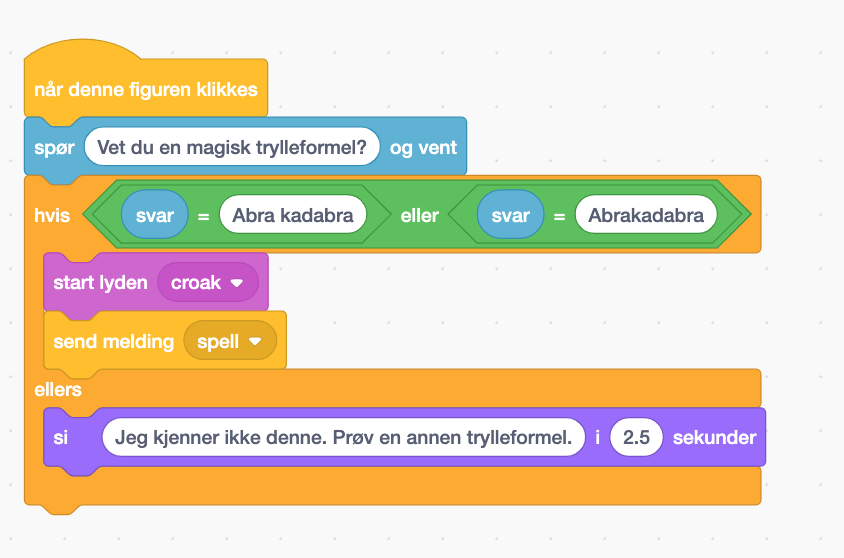 når denne figuren klikkes
spør Vet du en magisk trylleformel? og vent
hvis svar = Abra kadabra eller svar = Abrakadabra
start lyden croak
send melding spell
ellers
si Jeg kjenner ikke denne. Prøv en annen trylleformel. i 2.5 sekunder